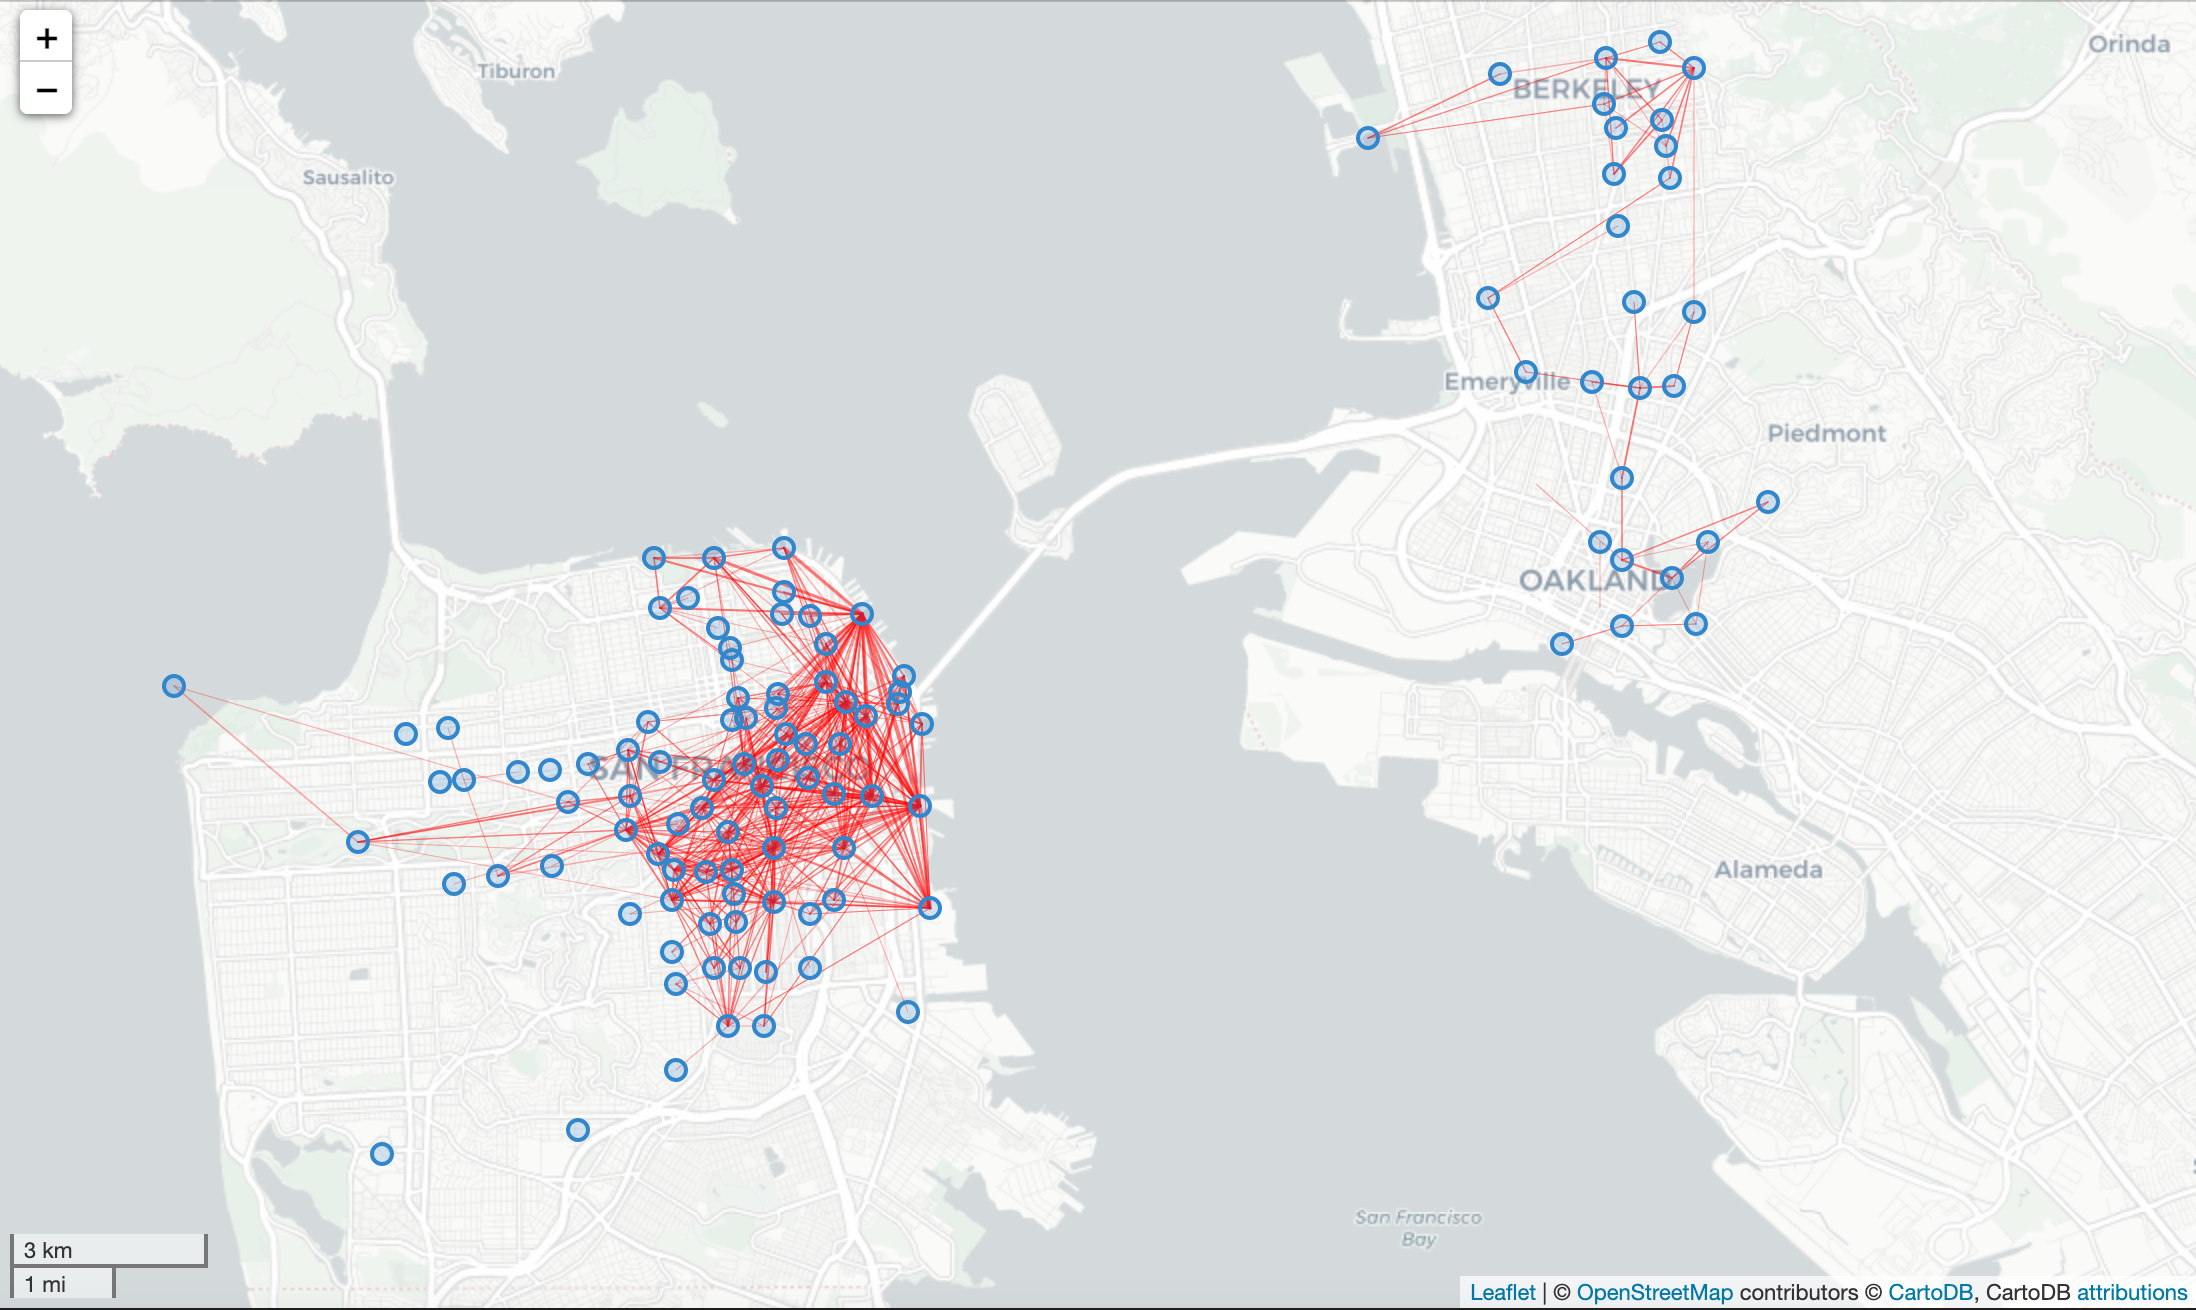 +
−
Tiburon
Sausalito
Orinda
BERKELEY
Emeryville
Piedmont
OAKLAND
SAN FRANCISCO
Alameda
San Francisco
Bay
3 km
1 mi
Leaflet | © OpenStreetMap contributors © CartoDB, CartoDB attributions